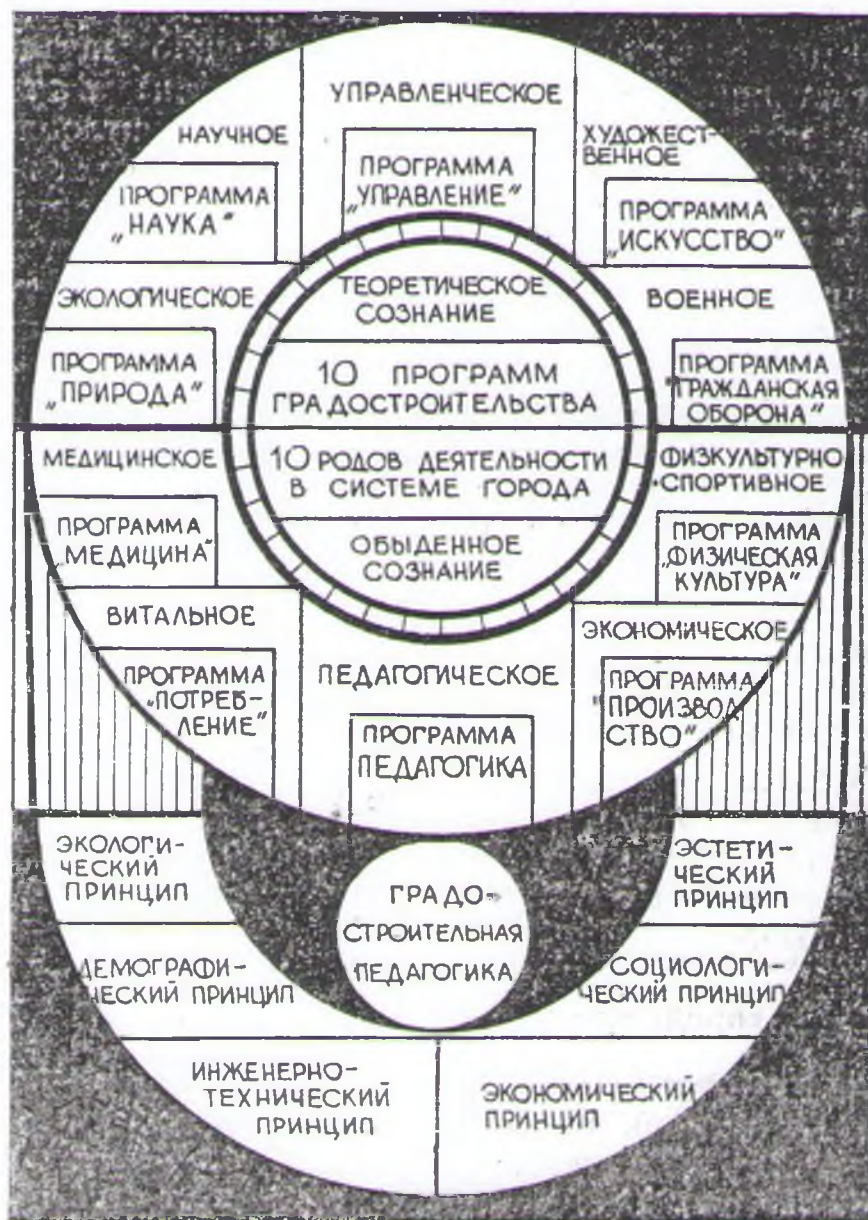 УПРАВЛЕНЧЕСКОЕ
НАУЧНОЕ
ХУДОЖЕСТ-
ВЕННОЕ
ПРОГРАММА
„НАУКА"
ПРОГРАММА
„УПРАВЛЕНИЕ"
ПРОГРАММА
„ИСКУССТВО"
ЭКОЛОГИЧЕСКОЕ
ТЕОРЕТИЧЕСКОЕ
СОЗНАНИЕ
ВОЕННОЕ
ПРОГРАММА
„ПРИРОДА"
10 ПРОГРАММ
ГРАДОСТРОИТЕЛЬСТВА
ПРОГРАММА
"ГРАЖДАНСКАЯ
ОБОРОНА"
МЕДИЦИНСКОЕ
10 РОДОВ ДЕЯТЕЛЬНОСТИ
В СИСТЕМЕ ГОРОДА
ФИЗКУЛЬТУРНО
СПОРТИВНОЕ
ПРОГРАММА
„МЕДИЦИНА"
ОБЫДЕННОЕ
СОЗНАНИЕ
ПРОГРАММА
„ФИЗИЧЕСКАЯ
КУЛЬТУРА"
ВИТАЛЬНОЕ
ЭКОНОМИЧЕСКОЕ
ПРОГРАММА
„ПОТРЕБ-
ЛЕНИЕ"
ПЕДАГОГИЧЕСКОЕ
ПРОГРАММА
ПЕДАГОГИКА
ПРОГРАММА
"ПРОИЗВОД
СТВО"
ЭКОЛОГИ-
ЧЕСКИЙ
ПРИНЦИП
ГРАДО-
СТРОИТЕЛЬНАЯ
ПЕДАГОГИКА
ЭСТЕТИ-
ЧЕСКИЙ
ПРИНЦИП
ДЕМОГРАФИ-
ЧЕСКИЙ ПРИНЦИП
СОЦИОЛОГИ-
ЧЕСКИЙ ПРИНЦИП
ИНЖЕНЕРНО-
ТЕХНИЧЕСКИЙ
ПРИНЦИП
ЭКОНОМИЧЕСКИЙ
ПРИНЦИП